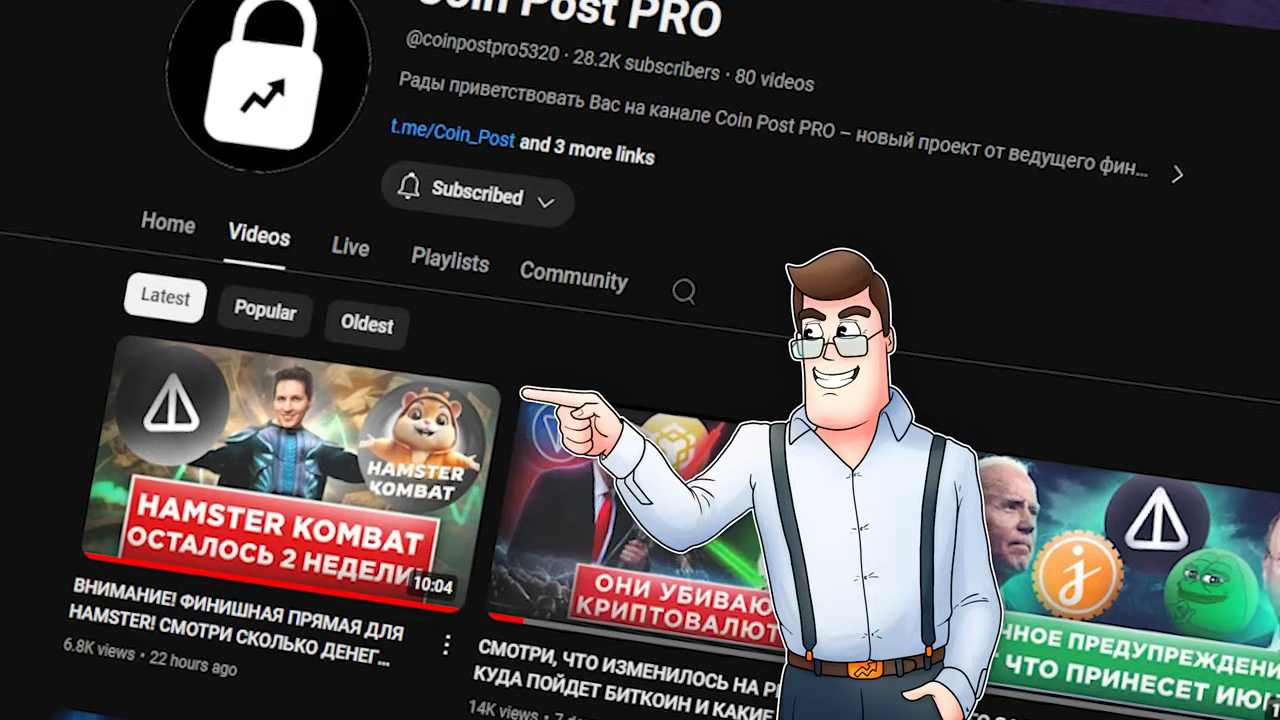 Coin Post PRO
@coinpostpro5320 · 28.2K subscribers · 80 videos
Рады приветствовать Вас на канале Coin Post PRO – новый проект от ведущего фин...
t.me/Coin_Post and 3 more links
Subscribed
Home Videos Live Playlists Community
Latest Popular Oldest
HAMSTER
KOMBAT
HAMSTER KOMBAT
ОСТАЛОСЬ 2 НЕДЕЛИ
10:04
ВНИМАНИЕ! ФИНИШНАЯ ПРЯМАЯ ДЛЯ
HAMSTER! СМОТРИ СКОЛЬКО ДЕНЕГ...
6.8K views · 22 hours ago
ОНИ УБИВАЮ
КРИПТОВАЛЮТ
СМОТРИ, ЧТО ИЗМЕНИЛОСЬ НА
КУДА ПОЙДЕТ БИТКОИН И КАКИЕ
14K views
ЧНОЕ ПРЕДУПРЕЖДЕНИ
ЧТО ПРИНЕСЕТ